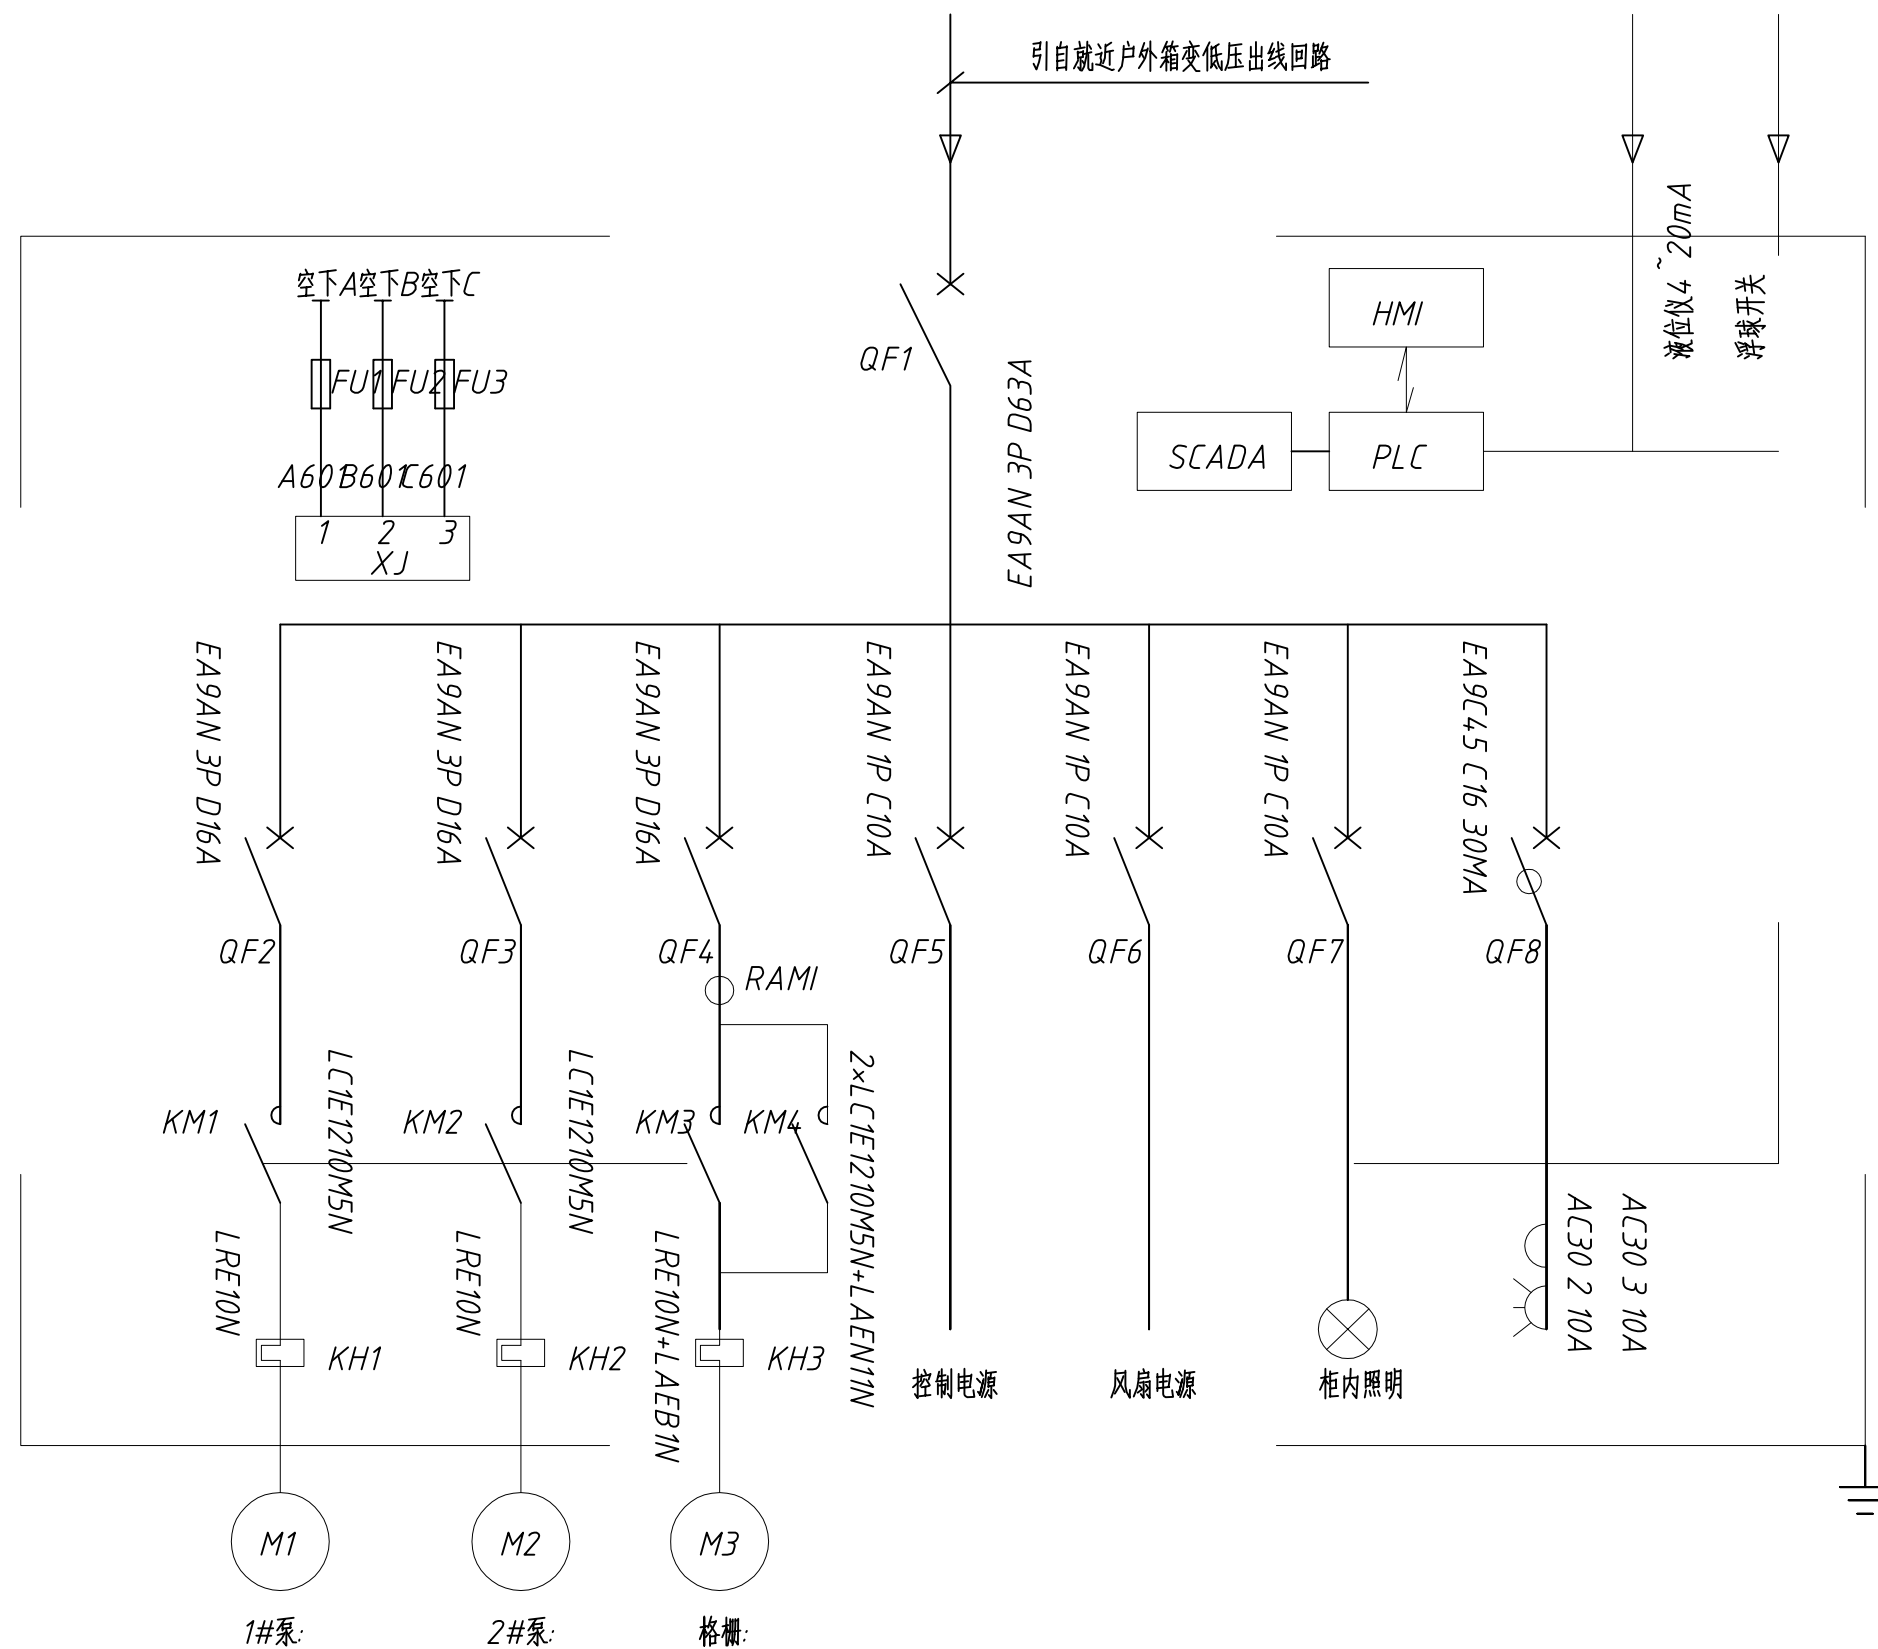 引自就近户外箱变低压出线回路
液位仪4~20mA
浮球开关
空下A空下B空下C
FU1 FU2 FU3
A601 B601 C601
1 2 3
XJ
QF1
EA9AN 3P D63A
HMI
SCADA
PLC
EA9AN 3P D16A
EA9AN 3P D16A
EA9AN 3P D16A
EA9AN 1P C10A
EA9AN 1P C10A
EA9AN 1P C10A
EA9C45 C16 30MA
QF2
QF3
QF4
QF5
QF6
QF7
QF8
RAMI
KM1
LC1E1210M5N
KM2
LC1E1210M5N
KM3
KM4
2×LC1E1210M5N+LAEN11N
LRE10N
LRE10N
LRE10N+LAEB1N
AC30 2 10A
AC30 3 10A
KH1
KH2
KH3
控制电源
风扇电源
柜内照明
M1
M2
M3
1#泵:
2#泵:
格栅: